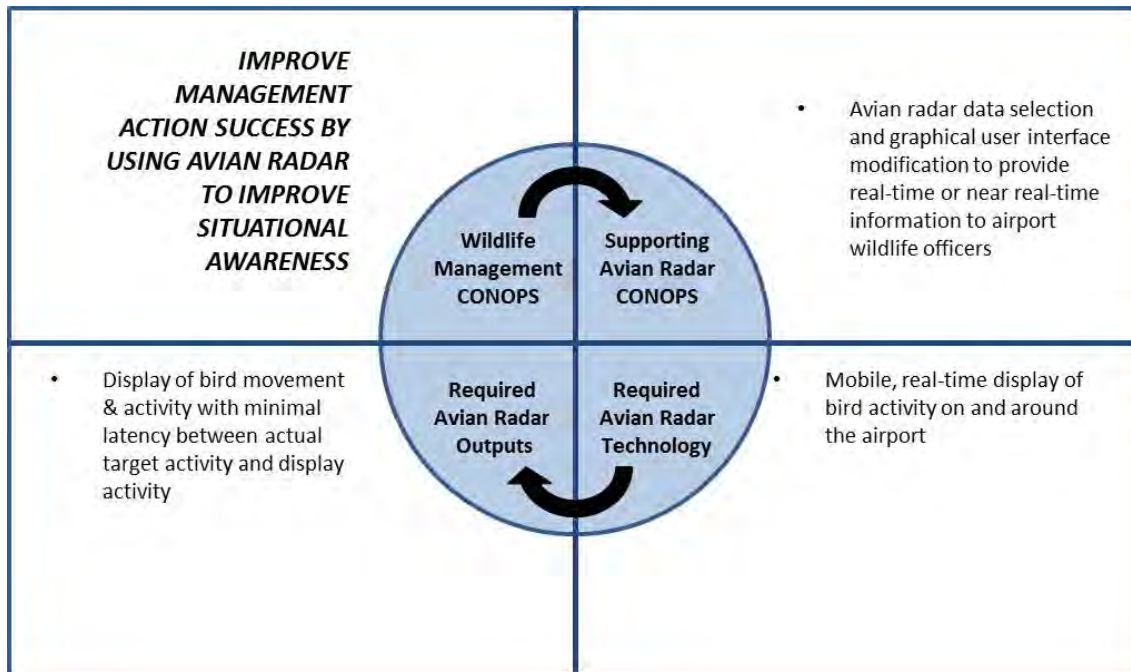 IMPROVE
MANAGEMENT
ACTION SUCCESS BY
USING AVIAN RADAR
TO IMPROVE
SITUATIONAL
AWARENESS
• Avian radar data selection
and graphical user interface
modification to provide
real-time or near real-time
information to airport
wildlife officers
Wildlife
Management
CONOPS
Supporting
Avian Radar
CONOPS
• Display of bird movement
& activity with minimal
latency between actual
target activity and display
activity
Required
Avian Radar
Outputs
Required
Avian Radar
Technology
• Mobile, real-time display of
bird activity on and around
the airport